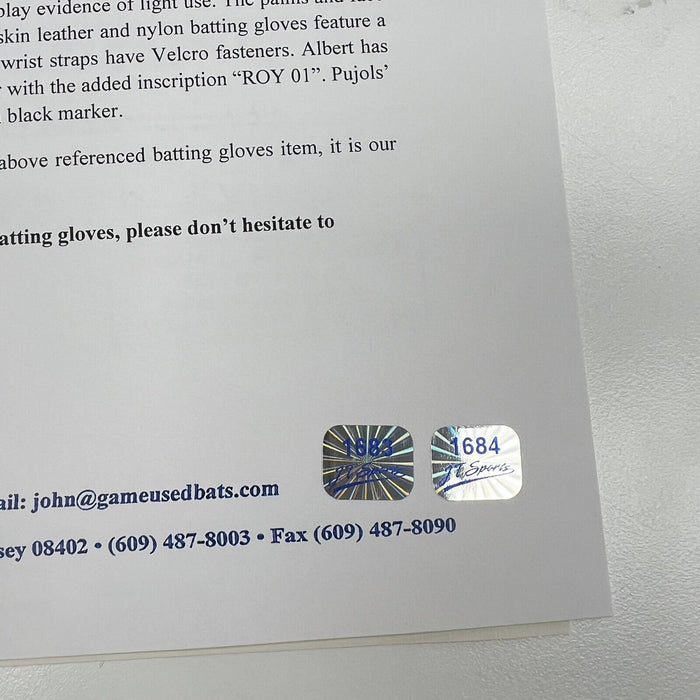 play evidence of light use. The palms and
skin leather and nylon batting gloves feature a
wrist straps have Velcro fasteners. Albert has
with the added inscription “ROY 01”. Pujols’
black marker.
above referenced batting gloves item, it is our
atting gloves, please don’t hesitate to
1683 1684
J.T. Sports J.T. Sports
ail: john@gameusedbats.com
sey 08402 • (609) 487-8003 • Fax (609) 487-8090